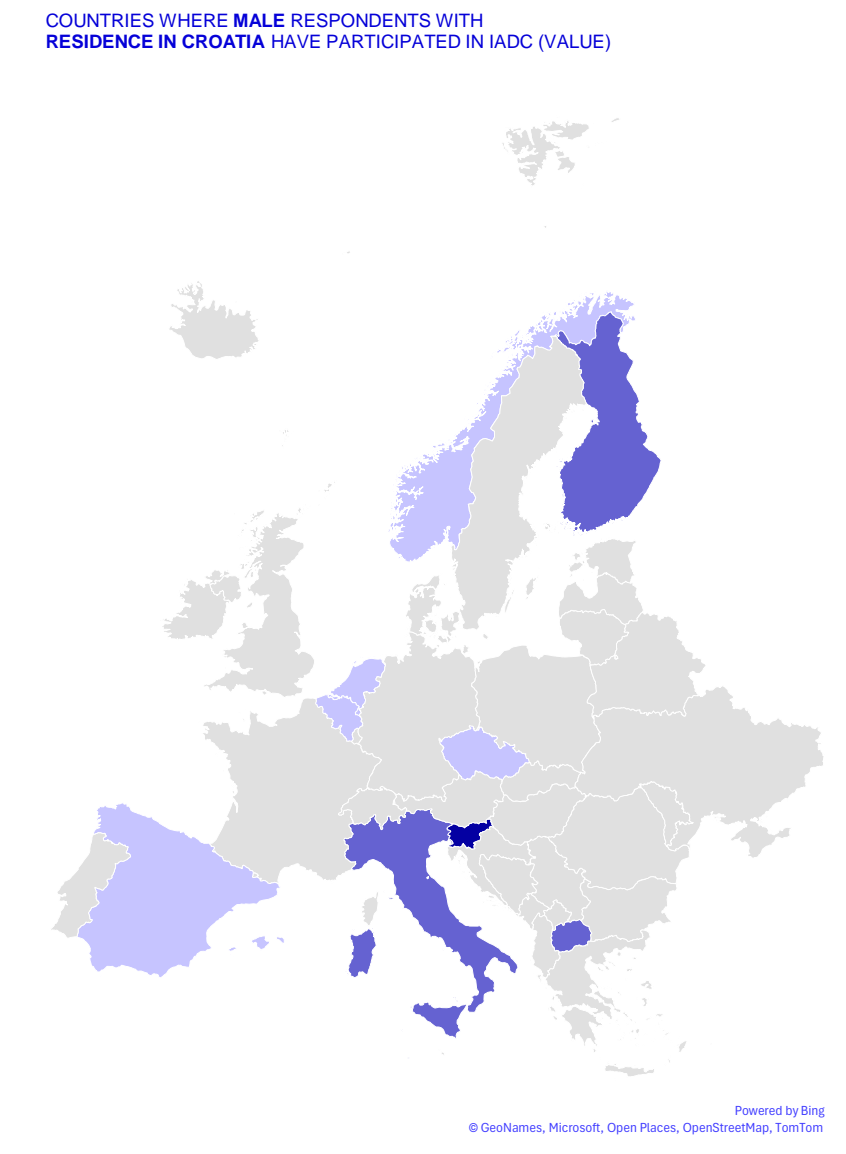 COUNTRIES WHERE MALE RESPONDENTS WITH
RESIDENCE IN CROATIA HAVE PARTICIPATED IN IADC (VALUE)
Powered by Bing
© GeoNames, Microsoft, Open Places, OpenStreetMap, TomTom